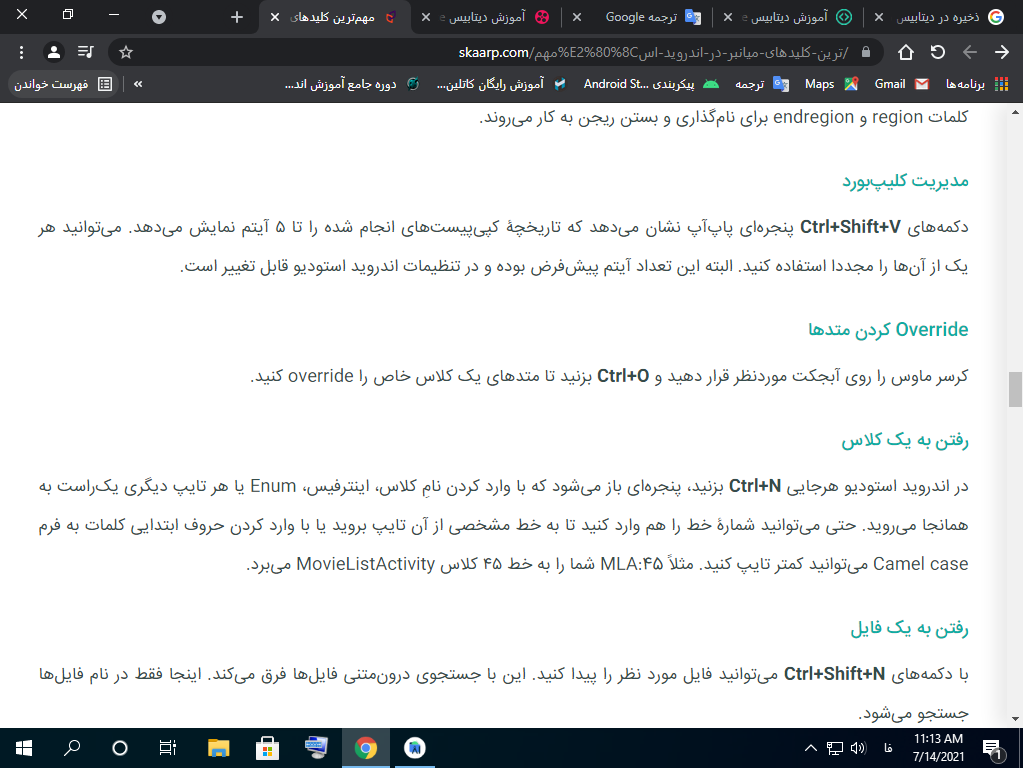 ذخیره در دیتابیس
آموزش دیتابیس
ترجمه Google
آموزش دیتابیس
مهم‌ترین کلیدهای
skaarp.com/مهم%E2%80%8Cترین-کلیدهای-میانبر-در-اندروید-اس/
برنامه‌ها
Gmail
Maps
ترجمه
پیکربندی Android St...
آموزش رایگان کاتلین...
دوره جامع آموزش اند...
»
فهرست خواندن
کلمات region و endregion برای نام‌گذاری و بستن ریجن به کار می‌روند.
مدیریت کلیپ‌بورد
دکمه‌های Ctrl+Shift+V پنجره‌ای پاپ‌آپ نشان می‌دهد که تاریخچهٔ کپی‌پیست‌های انجام شده را تا ۵ آیتم نمایش می‌دهد. می‌توانید هر
یک از آن‌ها را مجددا استفاده کنید. البته این تعداد آیتم پیش‌فرض بوده و در تنظیمات اندروید استودیو قابل تغییر است.
Override کردن متدها
کرسر ماوس را روی آبجکت موردنظر قرار دهید و Ctrl+O بزنید تا متدهای یک کلاس خاص را override کنید.
رفتن به یک کلاس
در اندروید استودیو هرجایی Ctrl+N بزنید، پنجره‌ای باز می‌شود که با وارد کردن نامِ کلاس، اینترفیس، Enum یا هر تایپ دیگری یک‌راست به
همانجا می‌روید. حتی می‌توانید شمارهٔ خط را هم وارد کنید تا به خط مشخصی از آن تایپ بروید یا با وارد کردن حروف ابتدایی کلمات به فرم
Camel case می‌توانید کمتر تایپ کنید. مثلاً MLA:۴۵ شما را به خط ۴۵ کلاس MovieListActivity می‌برد.
رفتن به یک فایل
با دکمه‌های Ctrl+Shift+N می‌توانید فایل مورد نظر را پیدا کنید. این با جستجوی درون‌متنی فایل‌ها فرق می‌کند. اینجا فقط در نام فایل‌ها
جستجو می‌شود.
فا
11:13 AM
7/14/2021
1